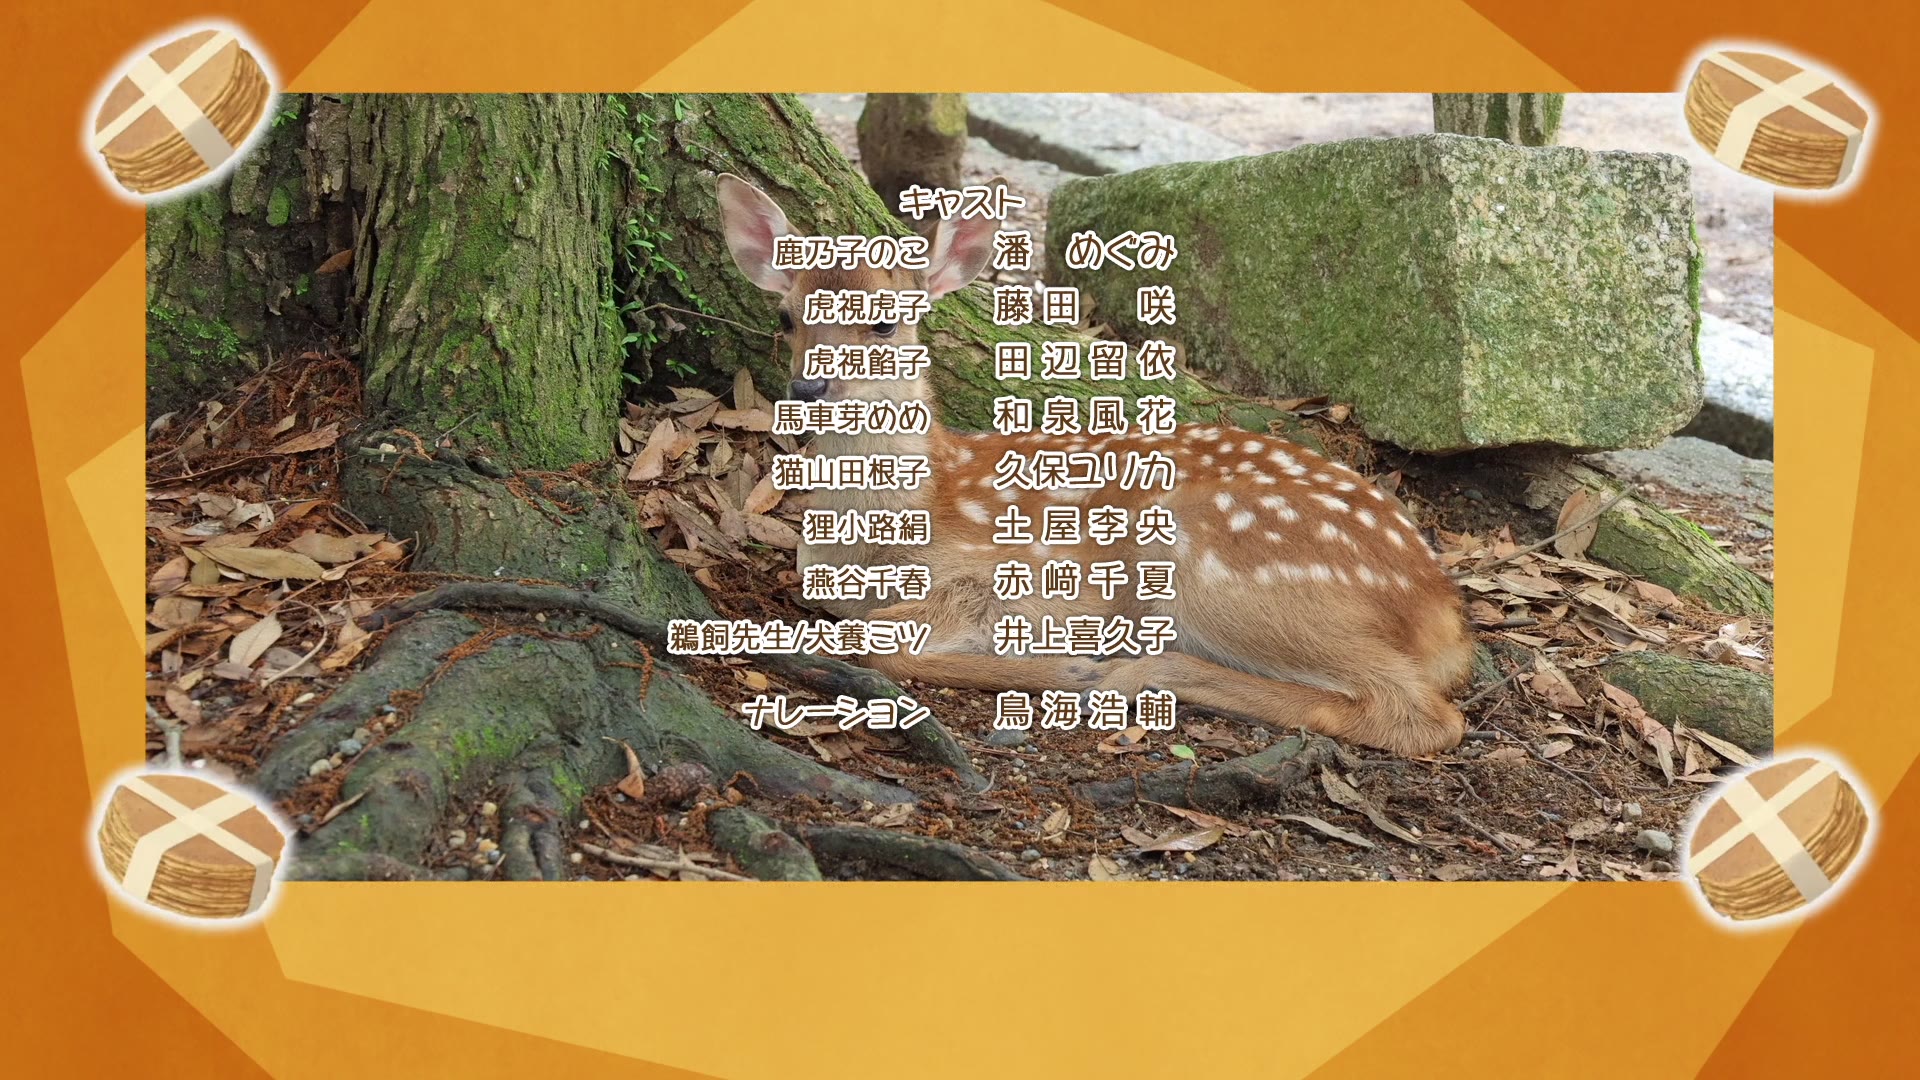 キャスト
鹿乃子のこ　潘　めぐみ
虎視虎子　藤田　咲
虎視餡子　田辺留依
馬車芽めめ　和泉風花
猫山田根子　久保ユリカ
狸小路絹　土屋李央
燕谷千春　赤﨑千夏
鵜飼先生/犬養ミツ　井上喜久子
ナレーション　鳥海浩輔